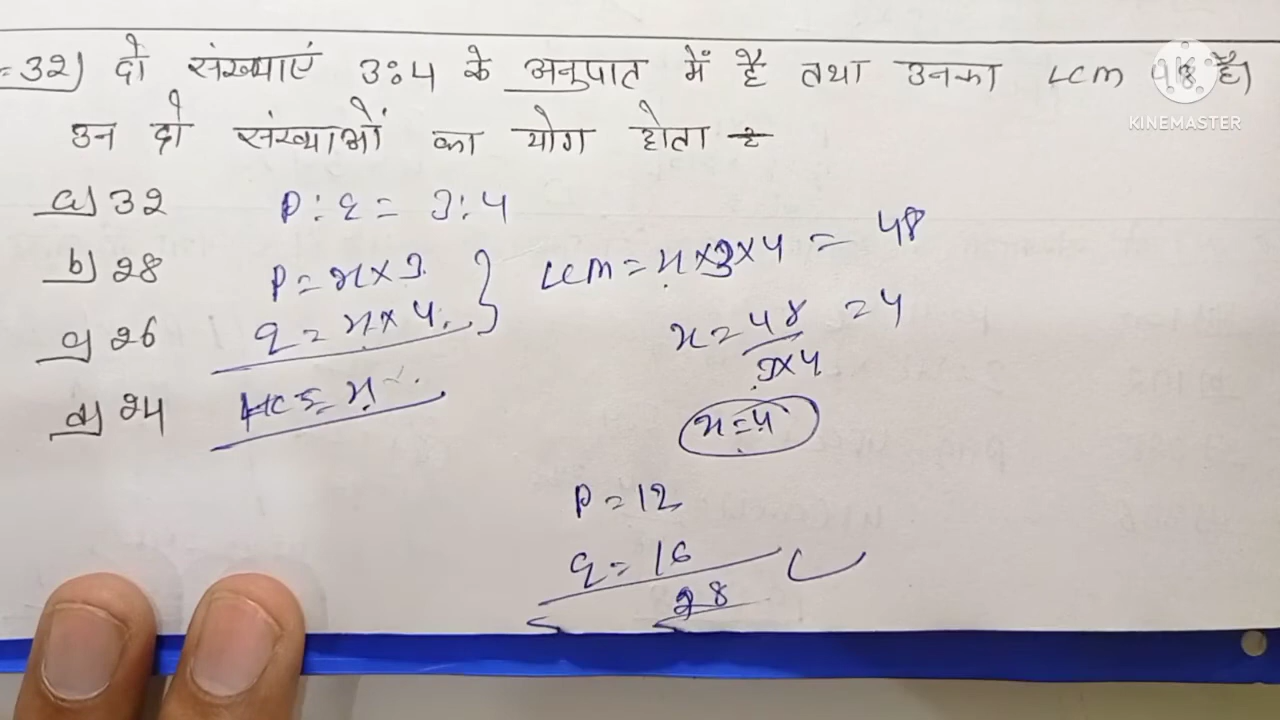 32) दो संख्याएं 3:4 के अनुपात में है तथा उनका LCM 48 है।
KINEMASTER
उन दो संख्याओं का योग होता है
a) 32
b) 28
c) 26
d) 24
p : q = 3:4
p = x×3
q = x×4
HCF = x
LCM = x×3×4 = 48
x = 48/3×4 = 4
x=4
p = 12
q = 16
28